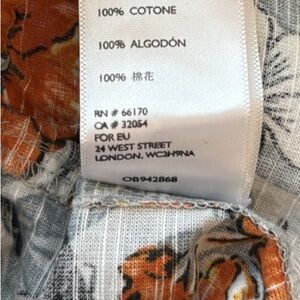 100% COTONE
100% ALGODÓN
100% 棉花
RN # 66170
CA # 32054
FOR EU
24 WEST STREET
LONDON, WC2H9NA
OB942868